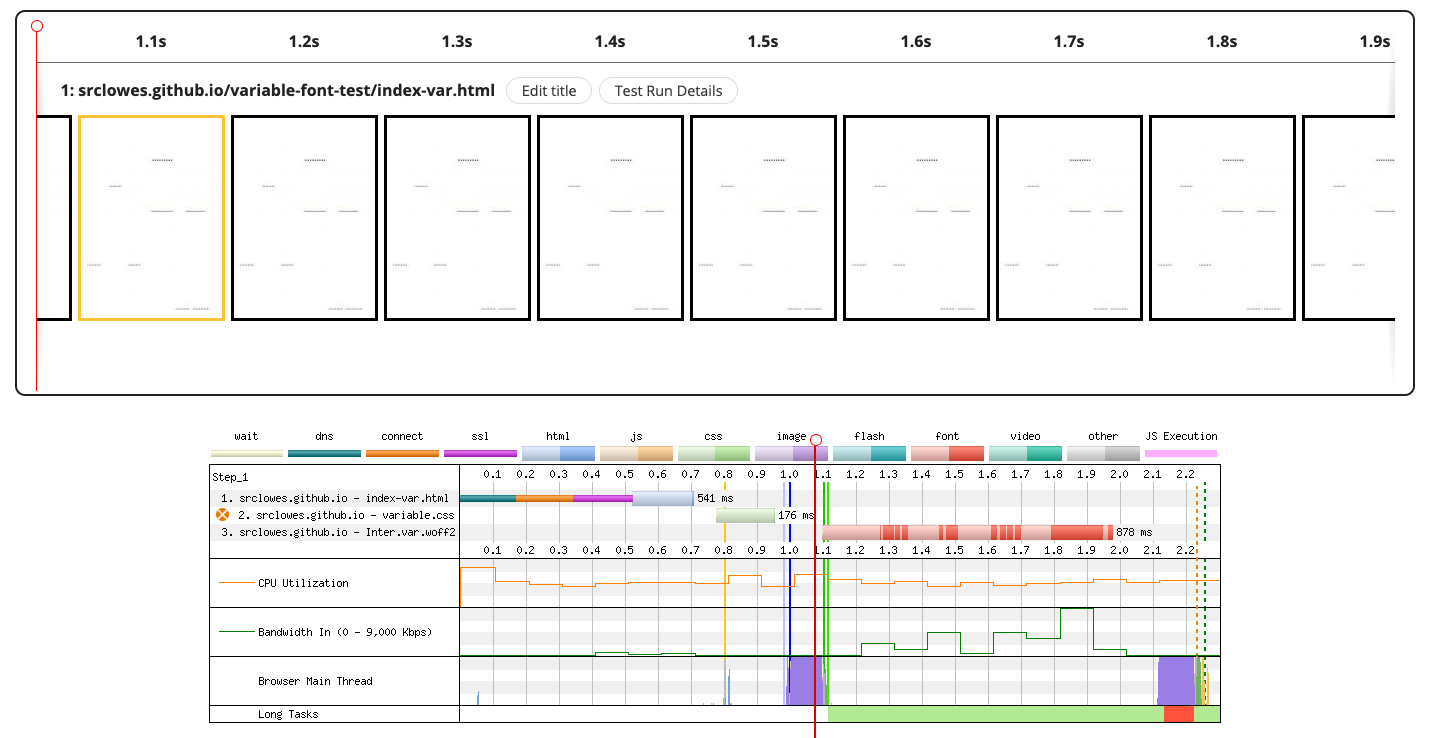 1.1s 1.2s 1.3s 1.4s 1.5s 1.6s 1.7s 1.8s 1.9s
1: srclowes.github.io/variable-font-test/index-var.html Edit title Test Run Details
wait dns connect ssl html js css image flash font video other JS Execution
Step_1 0.1 0.2 0.3 0.4 0.5 0.6 0.7 0.8 0.9 1.0 1.1 1.2 1.3 1.4 1.5 1.6 1.7 1.8 1.9 2.0 2.1 2.2
1. srclowes.github.io - index-var.html 541 ms
2. srclowes.github.io - variable.css 176 ms
3. srclowes.github.io - Inter.var.woff2 878 ms
0.1 0.2 0.3 0.4 0.5 0.6 0.7 0.8 0.9 1.0 1.1 1.2 1.3 1.4 1.5 1.6 1.7 1.8 1.9 2.0 2.1 2.2
CPU Utilization
Bandwidth In (0 - 9,000 Kbps)
Browser Main Thread
Long Tasks